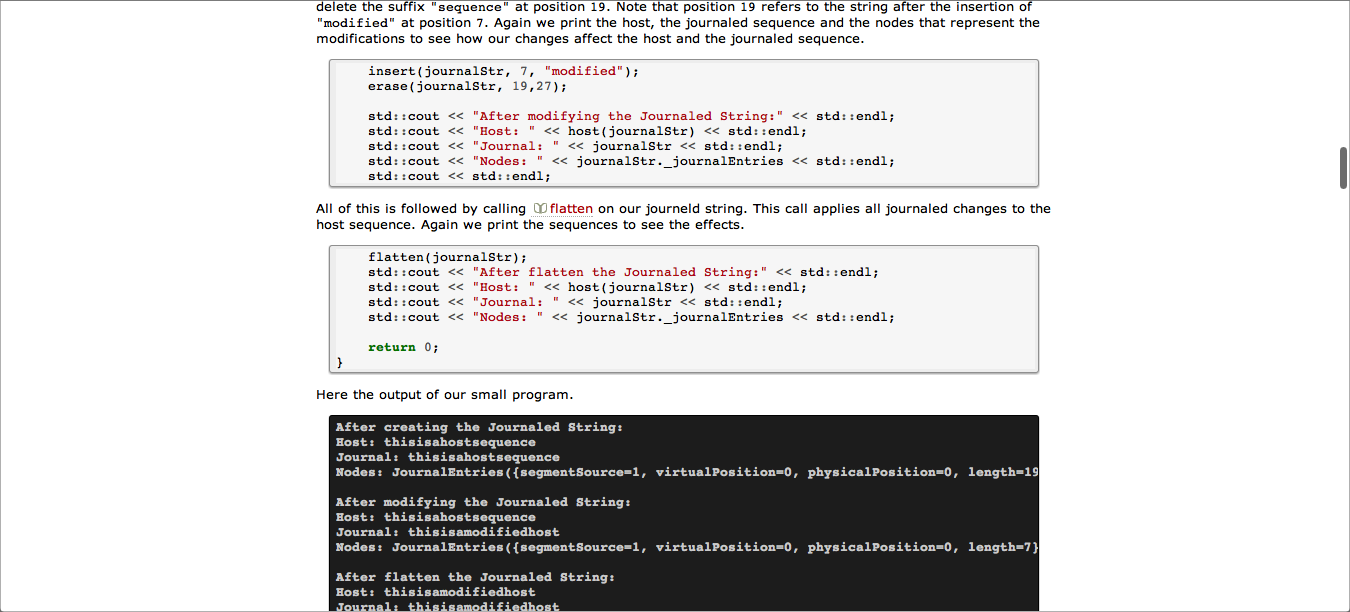 delete the suffix "sequence" at position 19. Note that position 19 refers to the string after the insertion of
"modified" at position 7. Again we print the host, the journaled sequence and the nodes that represent the
modifications to see how our changes affect the host and the journaled sequence.
insert(journalStr, 7, "modified");
erase(journalStr, 19,27);
std::cout << "After modifying the Journaled String:" << std::endl;
std::cout << "Host: " << host(journalStr) << std::endl;
std::cout << "Journal: " << journalStr << std::endl;
std::cout << "Nodes: " << journalStr._journalEntries << std::endl;
std::cout << std::endl;
All of this is followed by calling flatten on our journeld string. This call applies all journaled changes to the
host sequence. Again we print the sequences to see the effects.
flatten(journalStr);
std::cout << "After flatten the Journaled String:" << std::endl;
std::cout << "Host: " << host(journalStr) << std::endl;
std::cout << "Journal: " << journalStr << std::endl;
std::cout << "Nodes: " << journalStr._journalEntries << std::endl;
return 0;
}
Here the output of our small program.
After creating the Journaled String:
Host: thisisahostsequence
Journal: thisisahostsequence
Nodes: JournalEntries({segmentSource=1, virtualPosition=0, physicalPosition=0, length=19
After modifying the Journaled String:
Host: thisisahostsequence
Journal: thisisamodifiedhost
Nodes: JournalEntries({segmentSource=1, virtualPosition=0, physicalPosition=0, length=7}
After flatten the Journaled String:
Host: thisisamodifiedhost
Journal: thisisamodifiedhost